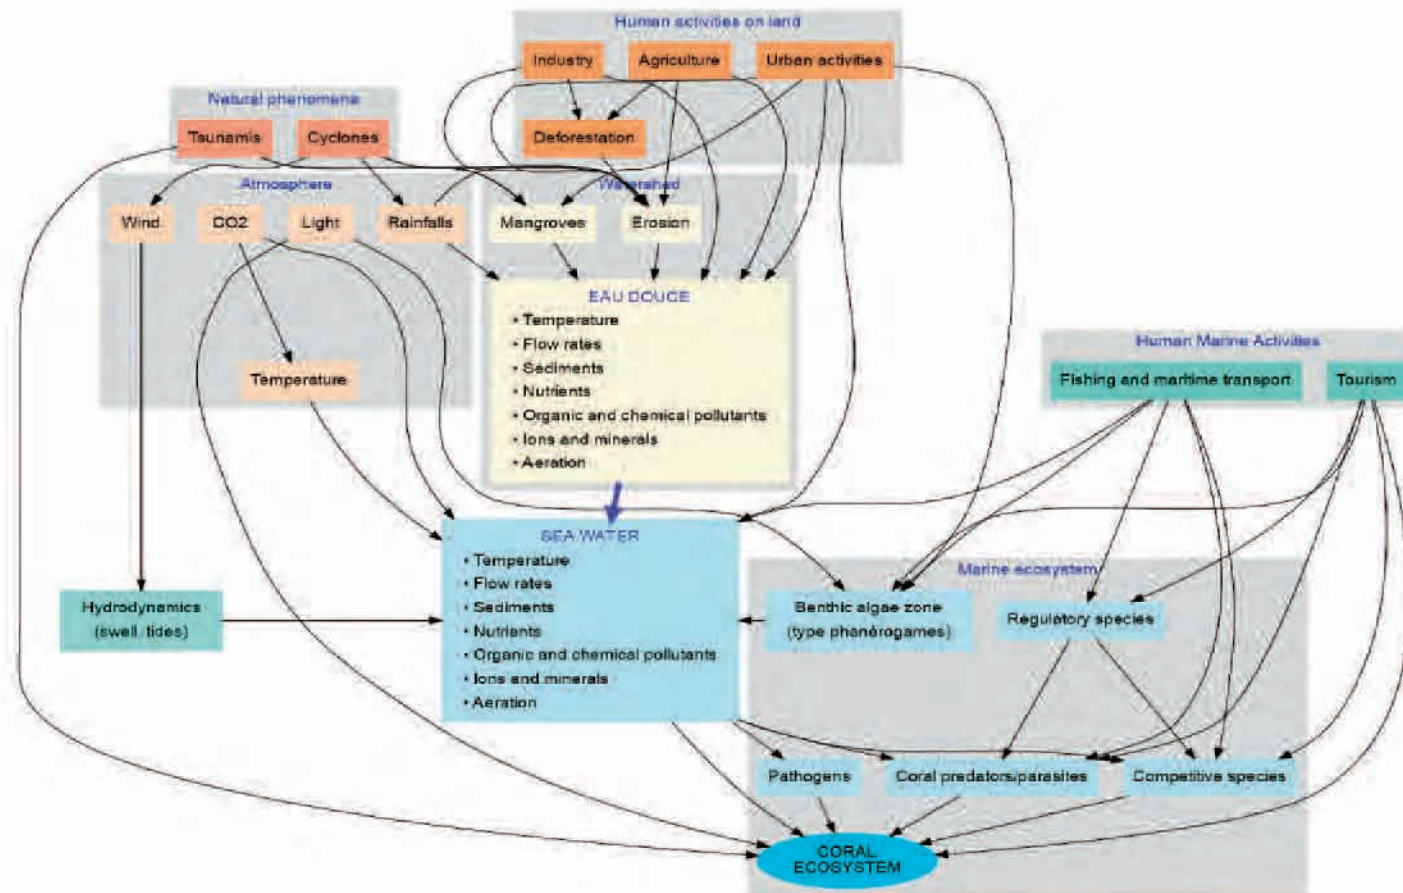 Human activities on land
Industry
Agriculture
Urban activities
Natural phenomena
Tsunamis
Cyclones
Deforestation
Atmosphere
Watershed
Wind
CO2
Light
Rainfalls
Mangroves
Erosion
EAU DOUCE
• Temperature
• Flow rates
• Sediments
• Nutrients
• Organic and chemical pollutants
• Ions and minerals
• Aeration
Temperature
Human Marine Activities
Fishing and maritime transport
Tourism
SEA WATER
• Temperature
• Flow rates
• Sediments
• Nutrients
• Organic and chemical pollutants
• Ions and minerals
• Aeration
Hydrodynamics
(swell, tides)
Marine ecosystem
Benthic algae zone
(type phanérogames)
Regulatory species
Pathogens
Coral predators/parasites
Competitive species
CORAL
ECOSYSTEM